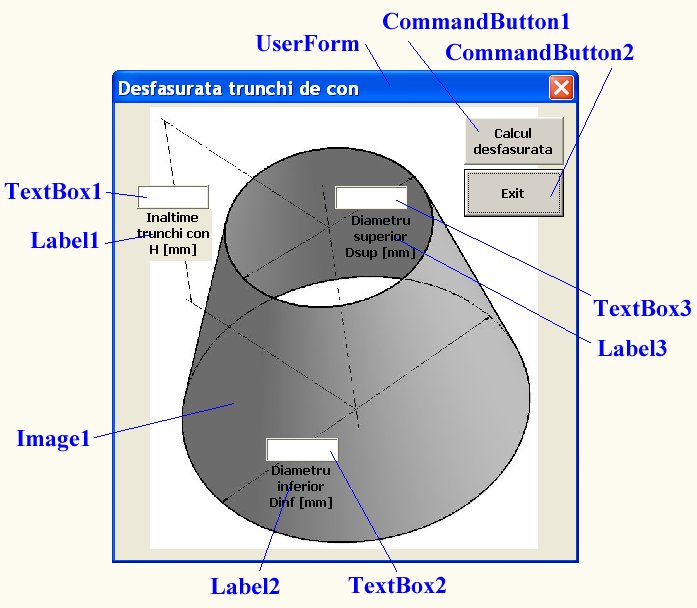 CommandButton1
UserForm
CommandButton2
Desfasurata trunchi de con
Calcul
desfasurata
Exit
TextBox1
Inaltime
trunchi con
H [mm]
Label1
Diametru
superior
Dsup [mm]
TextBox3
Label3
Image1
Diametru
inferior
Dinf [mm]
Label2
TextBox2